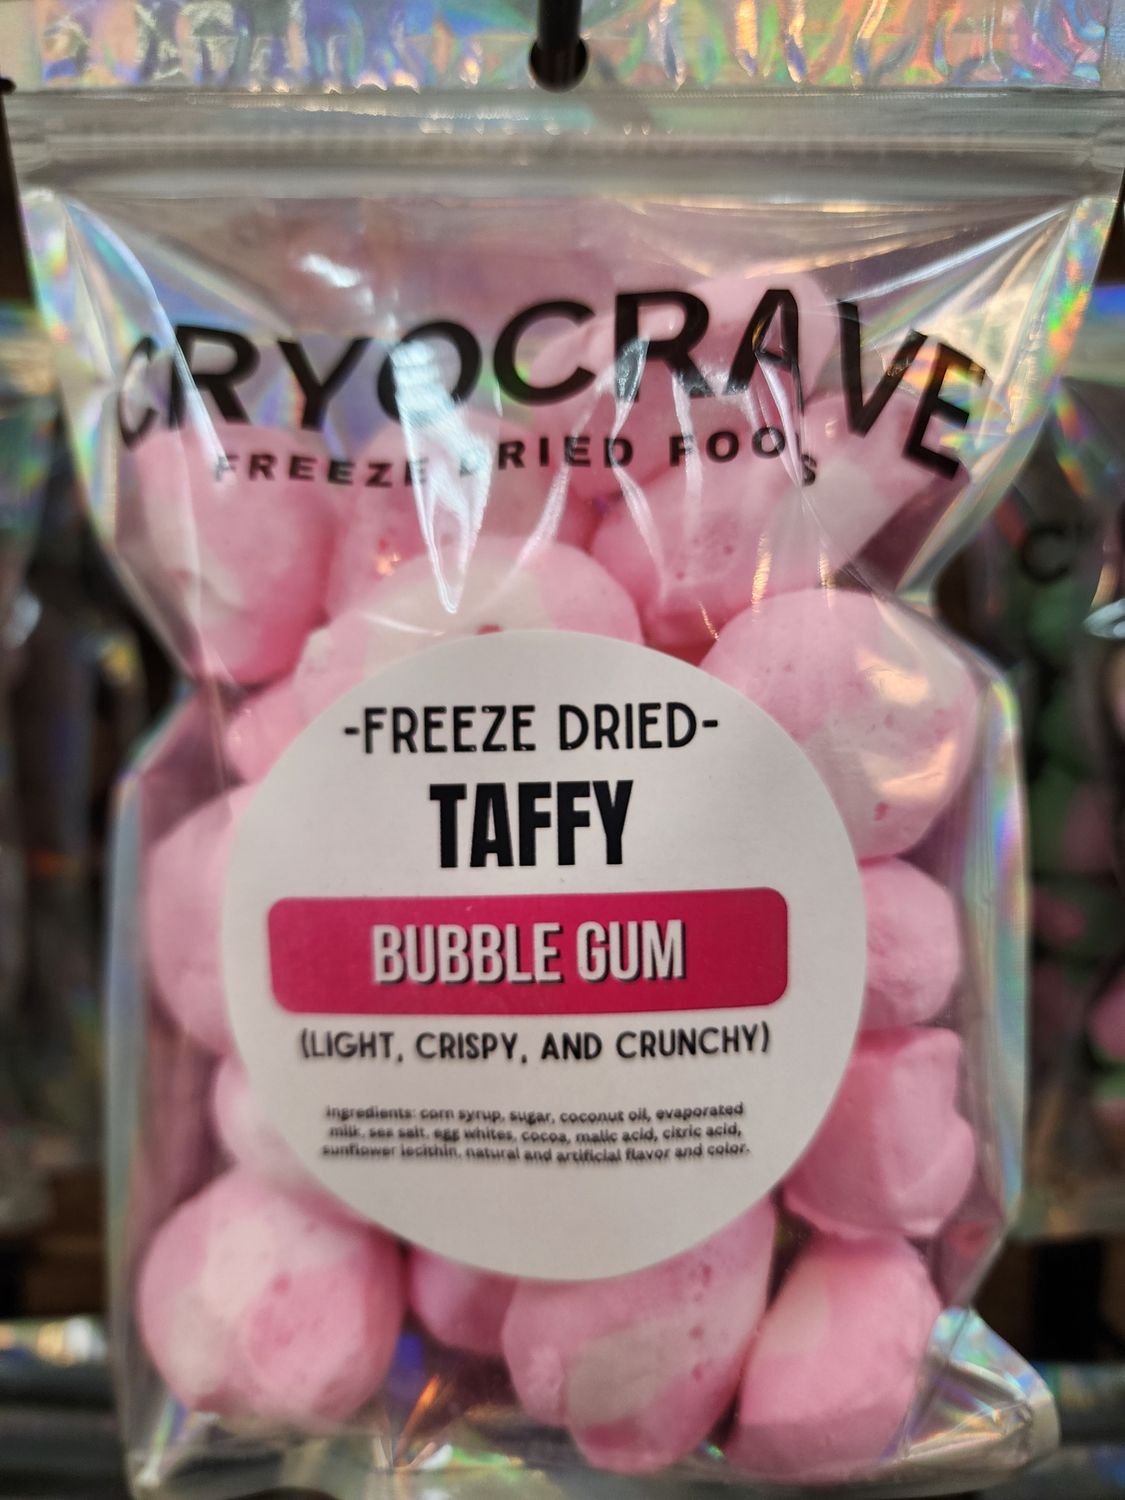 CRYOCRAVE
FREEZE DRIED FOODS
-FREEZE DRIED-
TAFFY
BUBBLE GUM
(LIGHT, CRISPY, AND CRUNCHY)
Ingredients: corn syrup, sugar, coconut oil, evaporated
milk, sea salt, egg whites, cocoa, malic acid, citric acid,
sunflower lecithin, natural and artificial flavor and color.
C